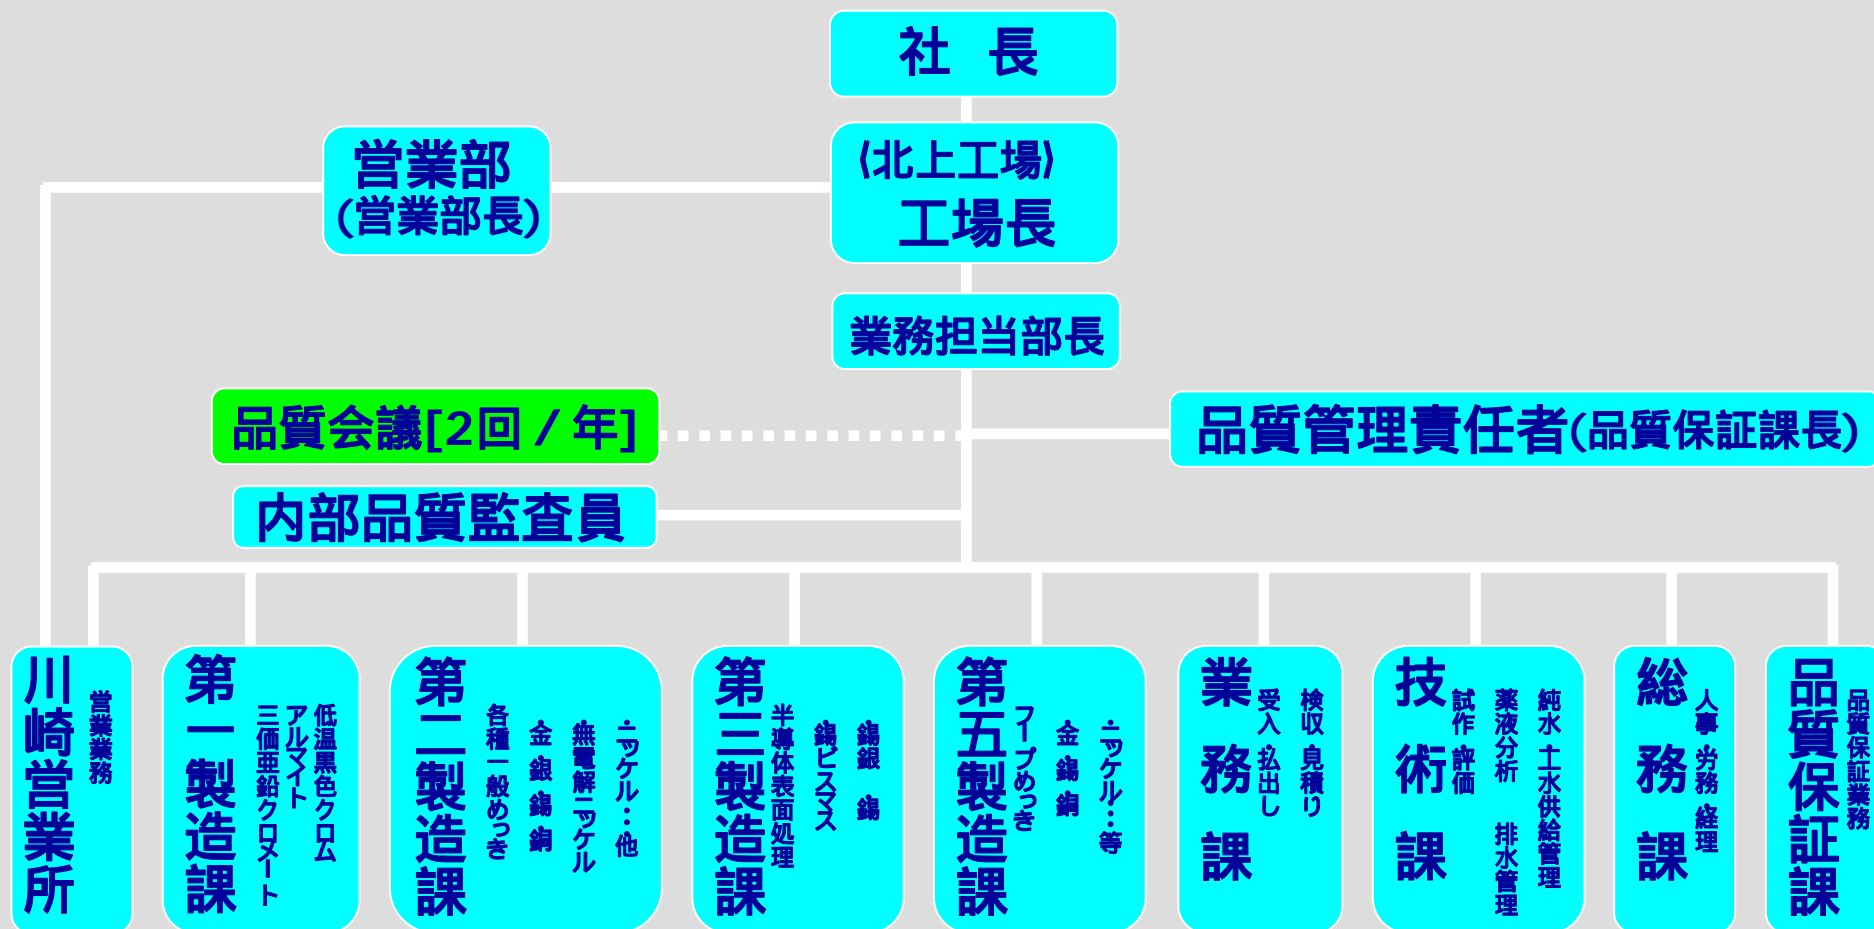 社 長
営業部
(営業部長)
(北上工場)
工場長
業務担当部長
品質会議[2回/年]
品質管理責任者(品質保証課長)
内部品質監査員
川崎営業所
営業業務
第一製造課
低温黒色クロム
アルマイト
三価亜鉛クロメート
第二製造課
各種一般めっき
・金・銀・錫・銅
・無電解ニッケル
・ニッケル・・・他
第三製造課
半導体表面処理
・錫ビスマス
・錫銀 ・錫
第五製造課
フープめっき
・金・錫・銅
・ニッケル・・・等
業務課
受入・払出し
検収・見積り
技術課
試作・評価
薬液分析 排水管理
純水・工水供給管理
総務課
人事・労務・経理
品質保証課
品質保証業務